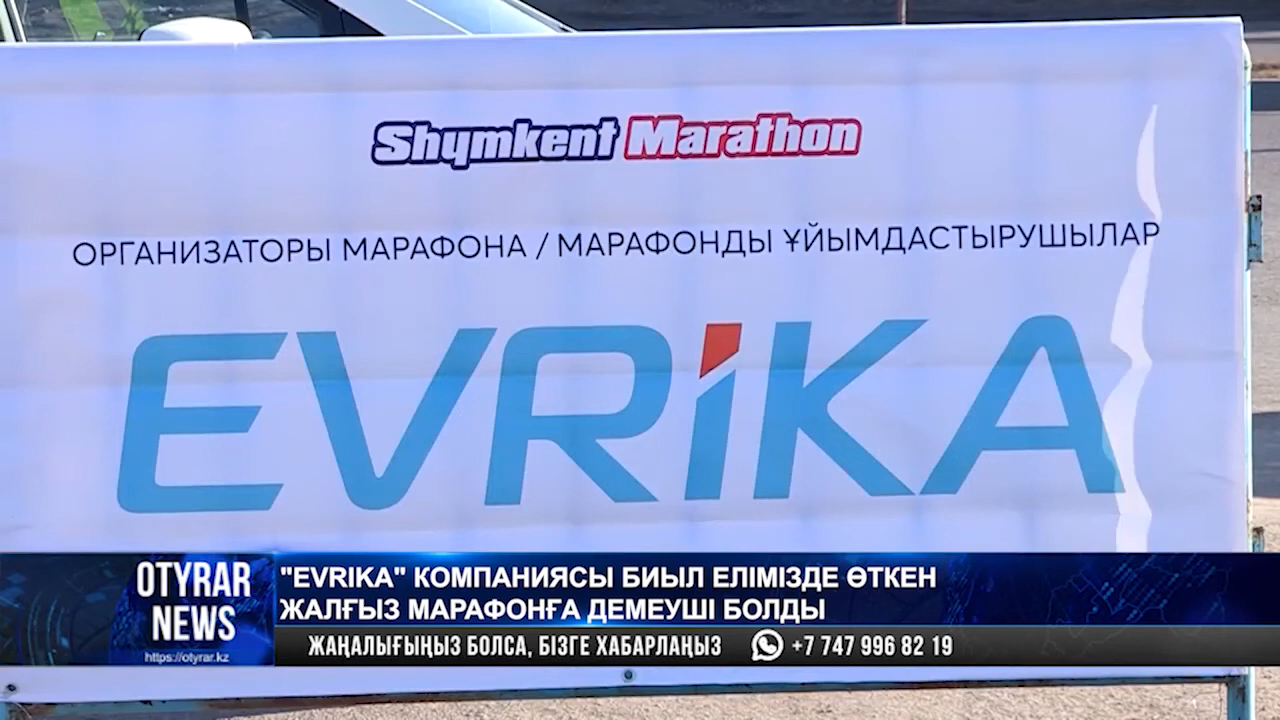 Shymkent Marathon
ОРГАНИЗАТОРЫ МАРАФОНА / МАРАФОНДЫ ҰЙЫМДАСТЫРУШЫЛАР
EVRIKA
OTYRAR
NEWS
https://otyrar.kz
"EVRIKA" КОМПАНИЯСЫ БИЫЛ ЕЛІМІЗДЕ ӨТКЕН
ЖАЛҒЫЗ МАРАФОНҒА ДЕМЕУШІ БОЛДЫ
ЖАҢАЛЫҒЫҢЫЗ БОЛСА, БІЗГЕ ХАБАРЛАҢЫЗ +7 747 996 82 19